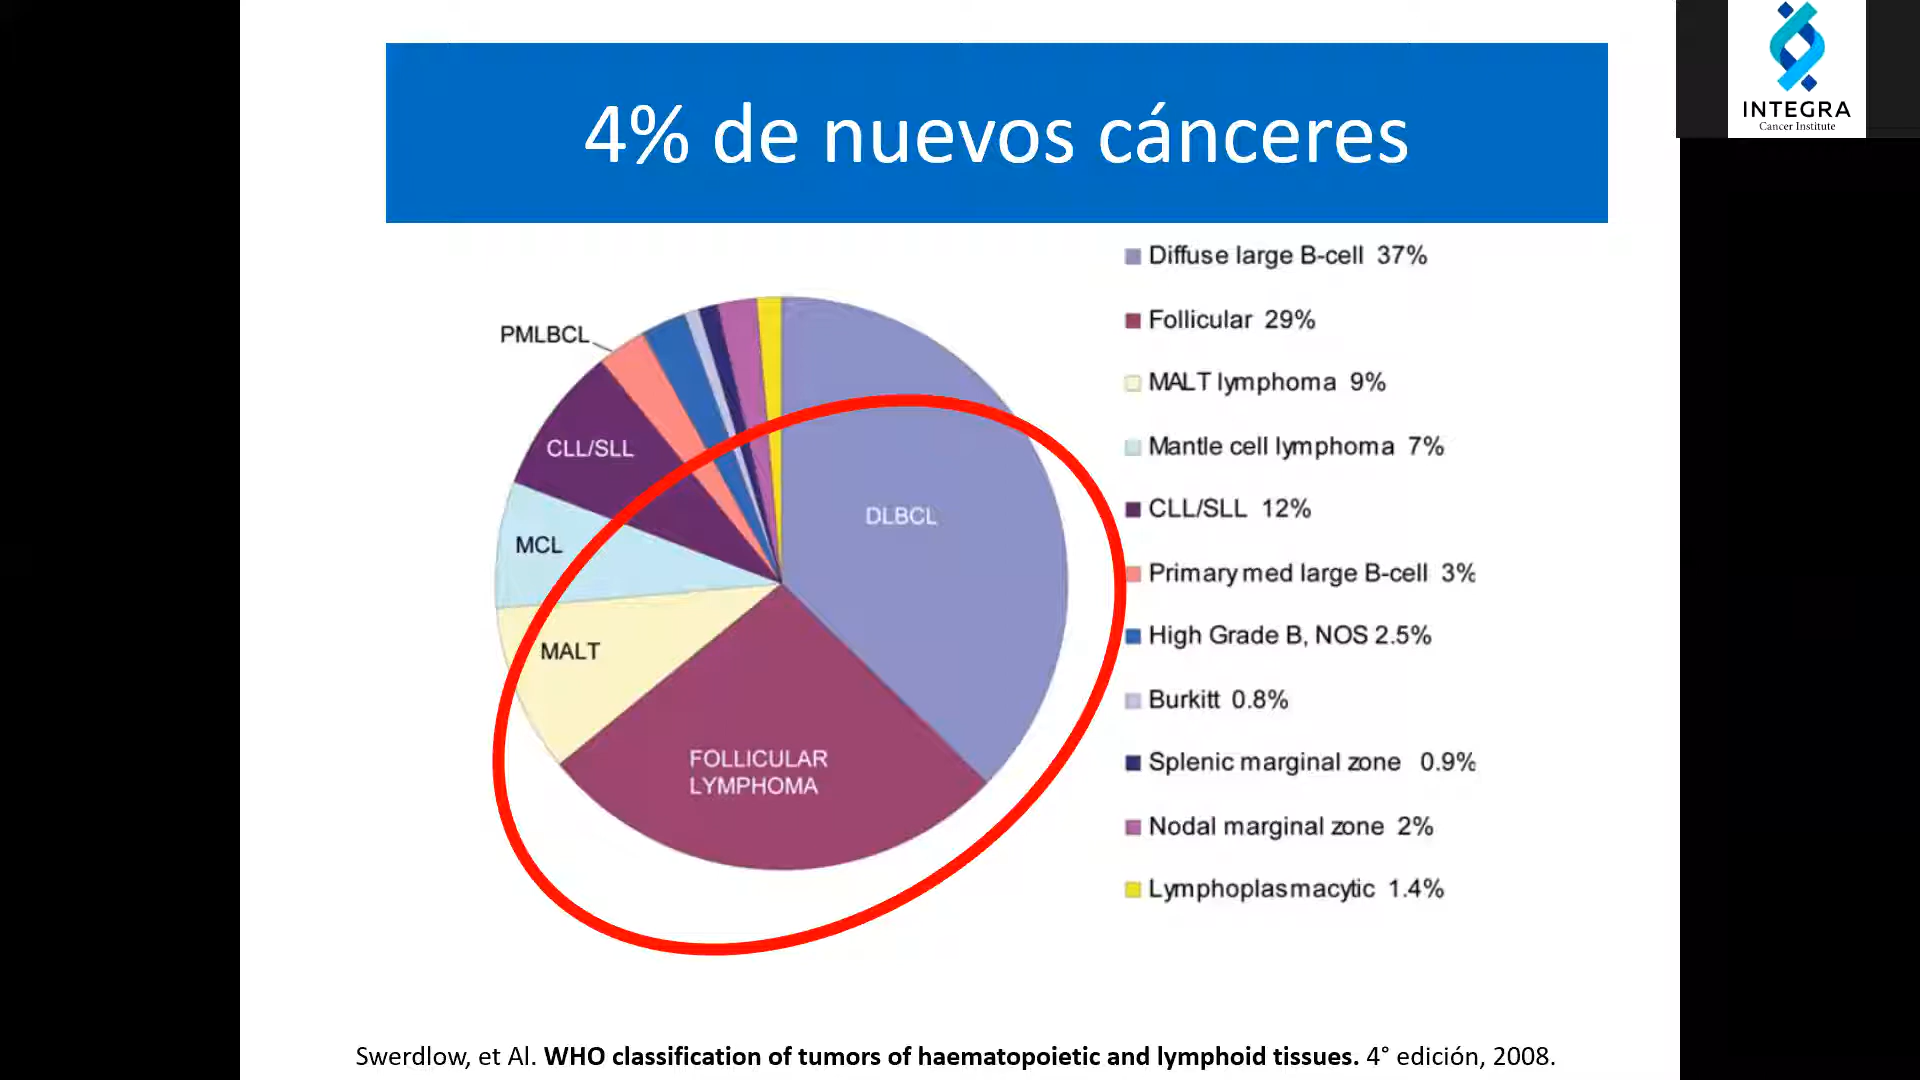 INTEGRA
Cancer Institute
4% de nuevos cánceres
PMLBCL
CLL/SLL
MCL
MALT
DLBCL
FOLLICULAR
LYMPHOMA
Diffuse large B-cell 37%
Follicular 29%
MALT lymphoma 9%
Mantle cell lymphoma 7%
CLL/SLL 12%
Primary med large B-cell 3%
High Grade B, NOS 2.5%
Burkitt 0.8%
Splenic marginal zone 0.9%
Nodal marginal zone 2%
Lymphoplasmacytic 1.4%
Swerdlow, et Al. WHO classification of tumors of haematopoietic and lymphoid tissues. 4° edición, 2008.